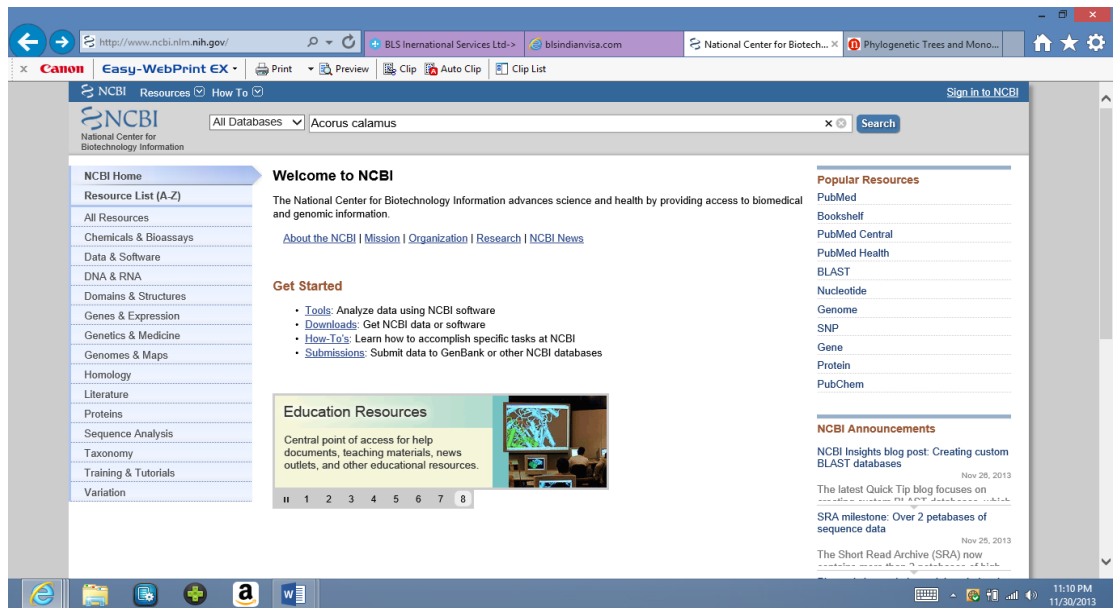 http://www.ncbi.nlm.nih.gov/
BLS Inernational Services Ltd->
blsindianvisa.com
National Center for Biotech...
Phylogenetic Trees and Mono...
x Canon Easy-WebPrint EX Print Preview Clip Auto Clip Clip List
NCBI Resources How To Sign in to NCBI
NCBI
National Center for
Biotechnology Information
All Databases Acorus calamus Search
NCBI Home
Resource List (A-Z)
All Resources
Chemicals & Bioassays
Data & Software
DNA & RNA
Domains & Structures
Genes & Expression
Genetics & Medicine
Genomes & Maps
Homology
Literature
Proteins
Sequence Analysis
Taxonomy
Training & Tutorials
Variation
Welcome to NCBI
The National Center for Biotechnology Information advances science and health by providing access to biomedical
and genomic information.
About the NCBI | Mission | Organization | Research | NCBI News
Get Started
• Tools: Analyze data using NCBI software
• Downloads: Get NCBI data or software
• How-To's: Learn how to accomplish specific tasks at NCBI
• Submissions: Submit data to GenBank or other NCBI databases
Education Resources
Central point of access for help
documents, teaching materials, news
outlets, and other educational resources.
1 2 3 4 5 6 7 8
Popular Resources
PubMed
Bookshelf
PubMed Central
PubMed Health
BLAST
Nucleotide
Genome
SNP
Gene
Protein
PubChem
NCBI Announcements
NCBI Insights blog post: Creating custom
BLAST databases
Nov 26, 2013
The latest Quick Tip blog focuses on
SRA milestone: Over 2 petabases of
sequence data
Nov 25, 2013
The Short Read Archive (SRA) now
11:10 PM
11/30/2013